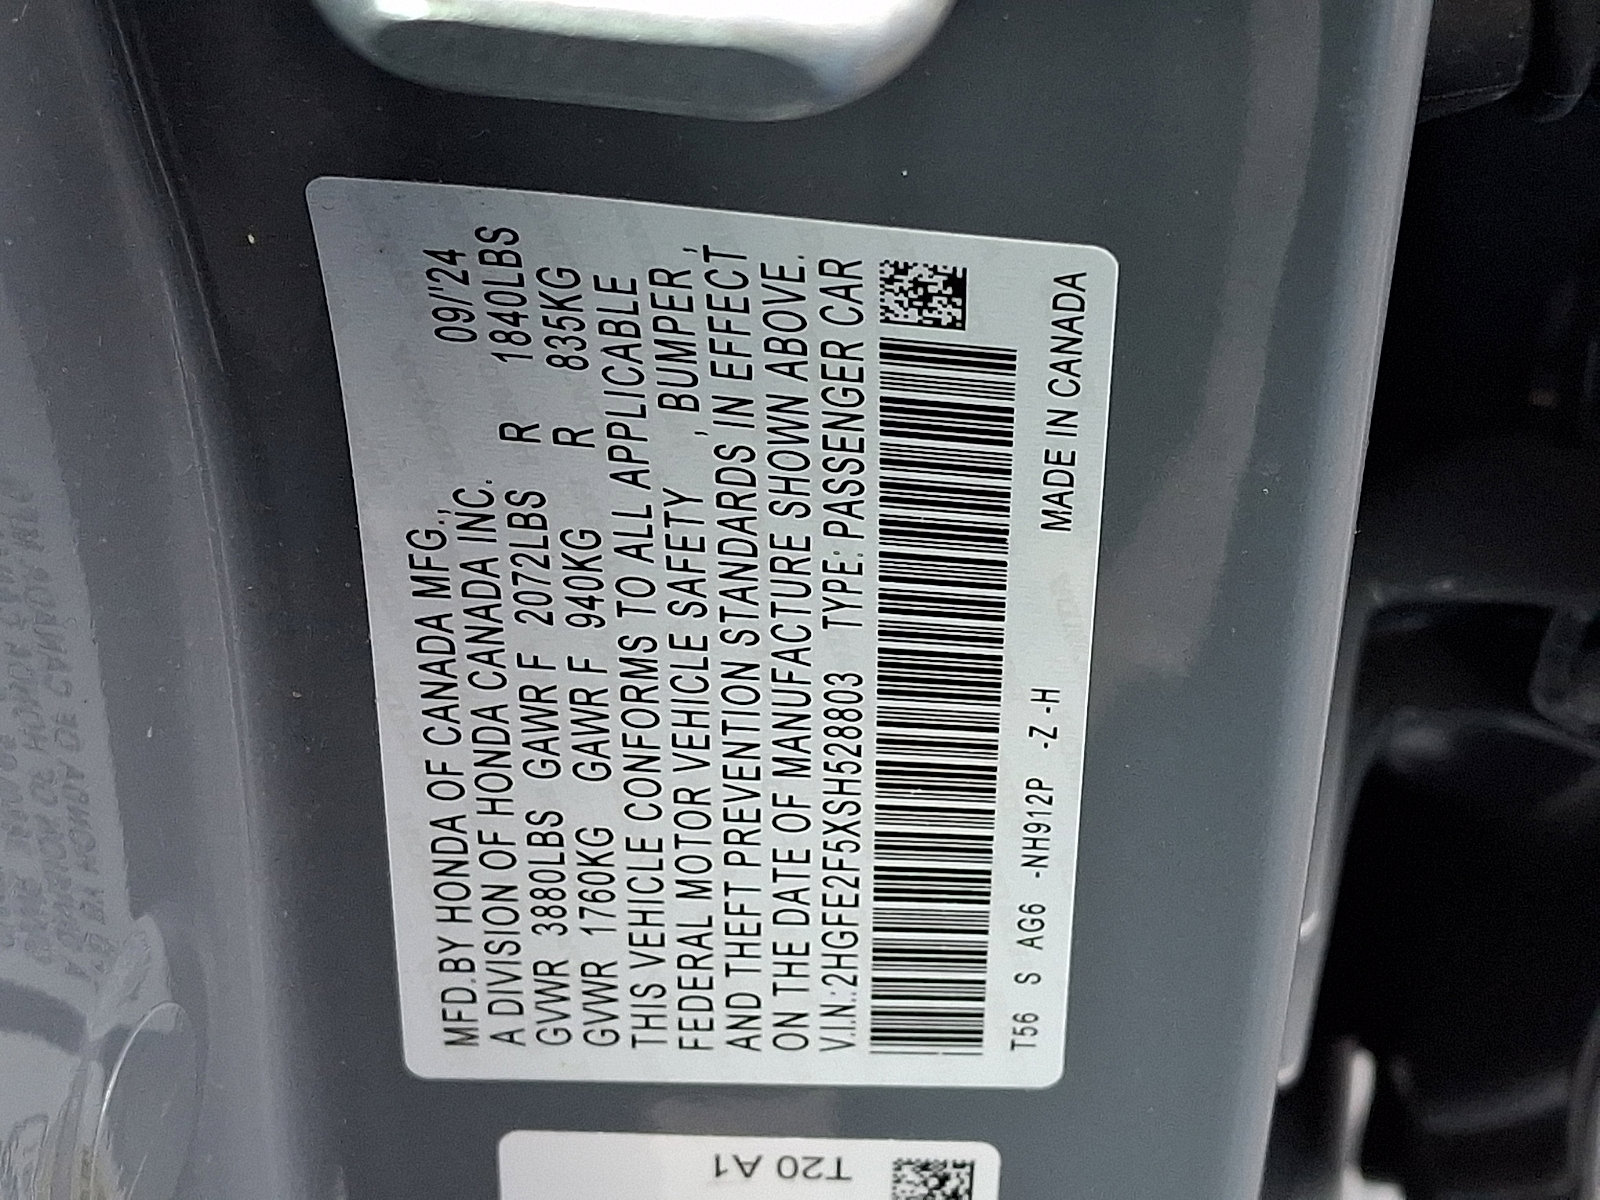 MFD.BY HONDA OF CANADA MFG., 09/'24
A DIVISION OF HONDA CANADA INC.
GVWR 3880LBS GAWR F 2072LBS R 1840LBS
GVWR 1760KG GAWR F 940KG R 835KG
THIS VEHICLE CONFORMS TO ALL APPLICABLE
FEDERAL MOTOR VEHICLE SAFETY , BUMPER ,
AND THEFT PREVENTION STANDARDS IN EFFECT
ON THE DATE OF MANUFACTURE SHOWN ABOVE.
V.I.N.:2HGFE2F5XSH528803 TYPE: PASSENGER CAR
T56 S AG6 -NH912P -Z -H MADE IN CANADA
T20 A1